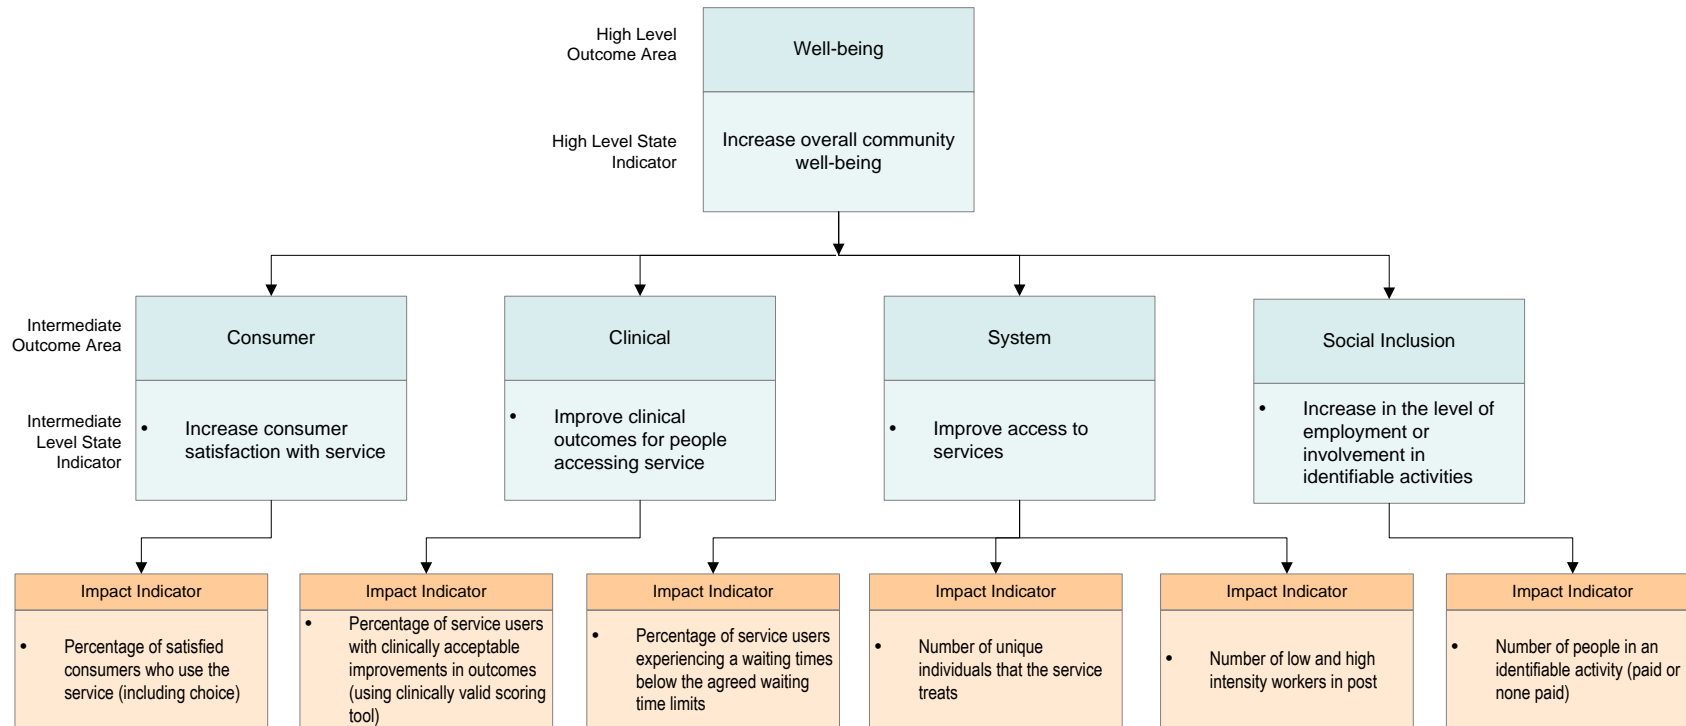 High Level
Outcome Area
Well-being
High Level State
Indicator
Increase overall community
well-being
Intermediate
Outcome Area
Consumer
Clinical
System
Social Inclusion
Intermediate
Level State
Indicator
• Increase consumer
satisfaction with service
• Improve clinical
outcomes for people
accessing service
• Improve access to
services
• Increase in the level of
employment or
involvement in
identifiable activities
Impact Indicator
• Percentage of satisfied
consumers who use the
service (including choice)
Impact Indicator
• Percentage of service users
with clinically acceptable
improvements in outcomes
(using clinically valid scoring
tool)
Impact Indicator
• Percentage of service users
experiencing a waiting times
below the agreed waiting
time limits
Impact Indicator
• Number of unique
individuals that the service
treats
Impact Indicator
• Number of low and high
intensity workers in post
Impact Indicator
• Number of people in an
identifiable activity (paid or
none paid)